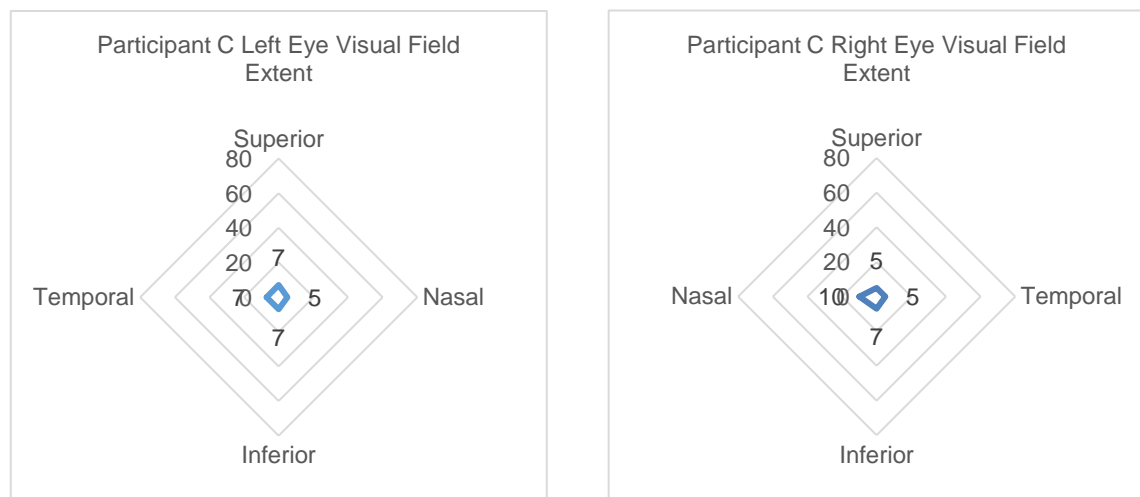 Participant C Left Eye Visual Field
Extent
Superior
80
60
40
20
0
7
7
5
7
Temporal
Nasal
Inferior
Participant C Right Eye Visual Field
Extent
Superior
80
60
40
20
0
5
10
5
7
Nasal
Temporal
Inferior